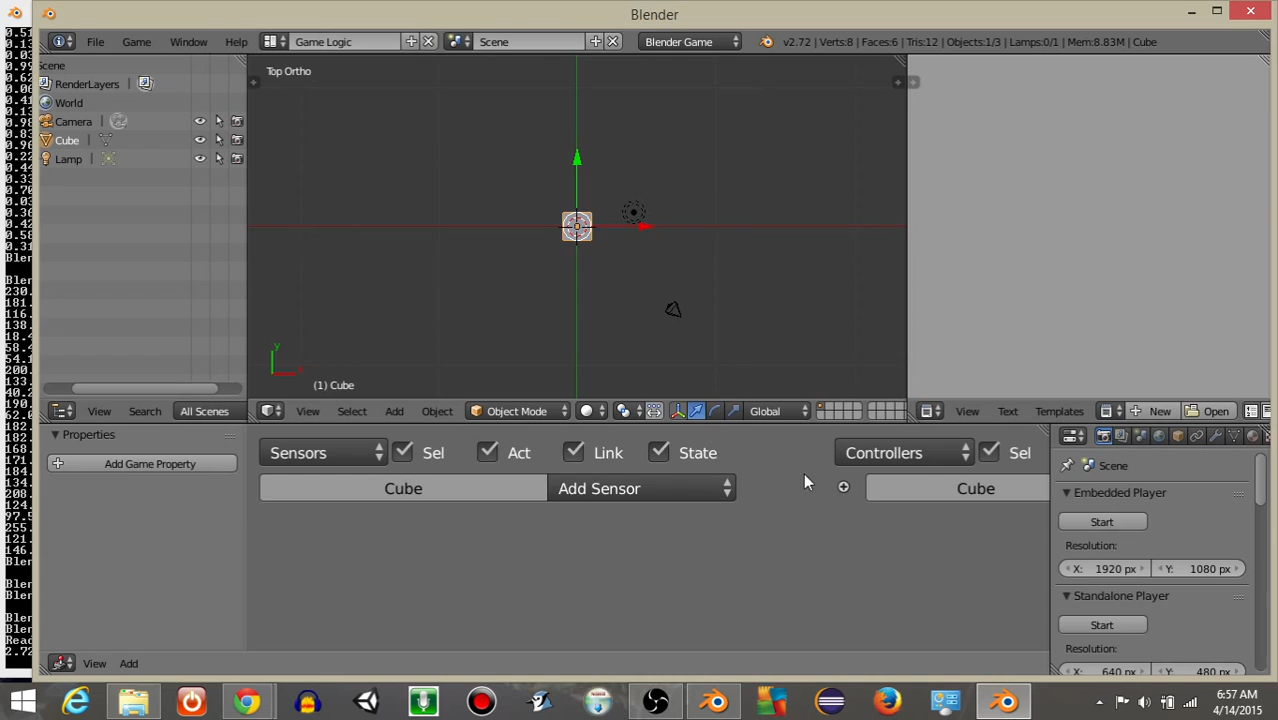 Blender
File Game Window Help Game Logic Scene Blender Game v2.72 | Verts:8 | Faces:6 | Tris:12 | Objects:1/3 | Lamps:0/1 | Mem:8.83M | Cube
Scene
RenderLayers |
World
Camera |
Cube |
Lamp |
Top Ortho
y
x
(1) Cube
View Search All Scenes
View Select Add Object Object Mode Global
View Text Templates New Open
Properties
Add Game Property
Sensors Sel Act Link State Controllers Sel
Cube Add Sensor Cube
Scene
Embedded Player
Start
Resolution:
X: 1920 px Y: 1080 px
Standalone Player
Start
Resolution:
X: 640 px Y: 480 px
View Add
6:57 AM
4/14/2015